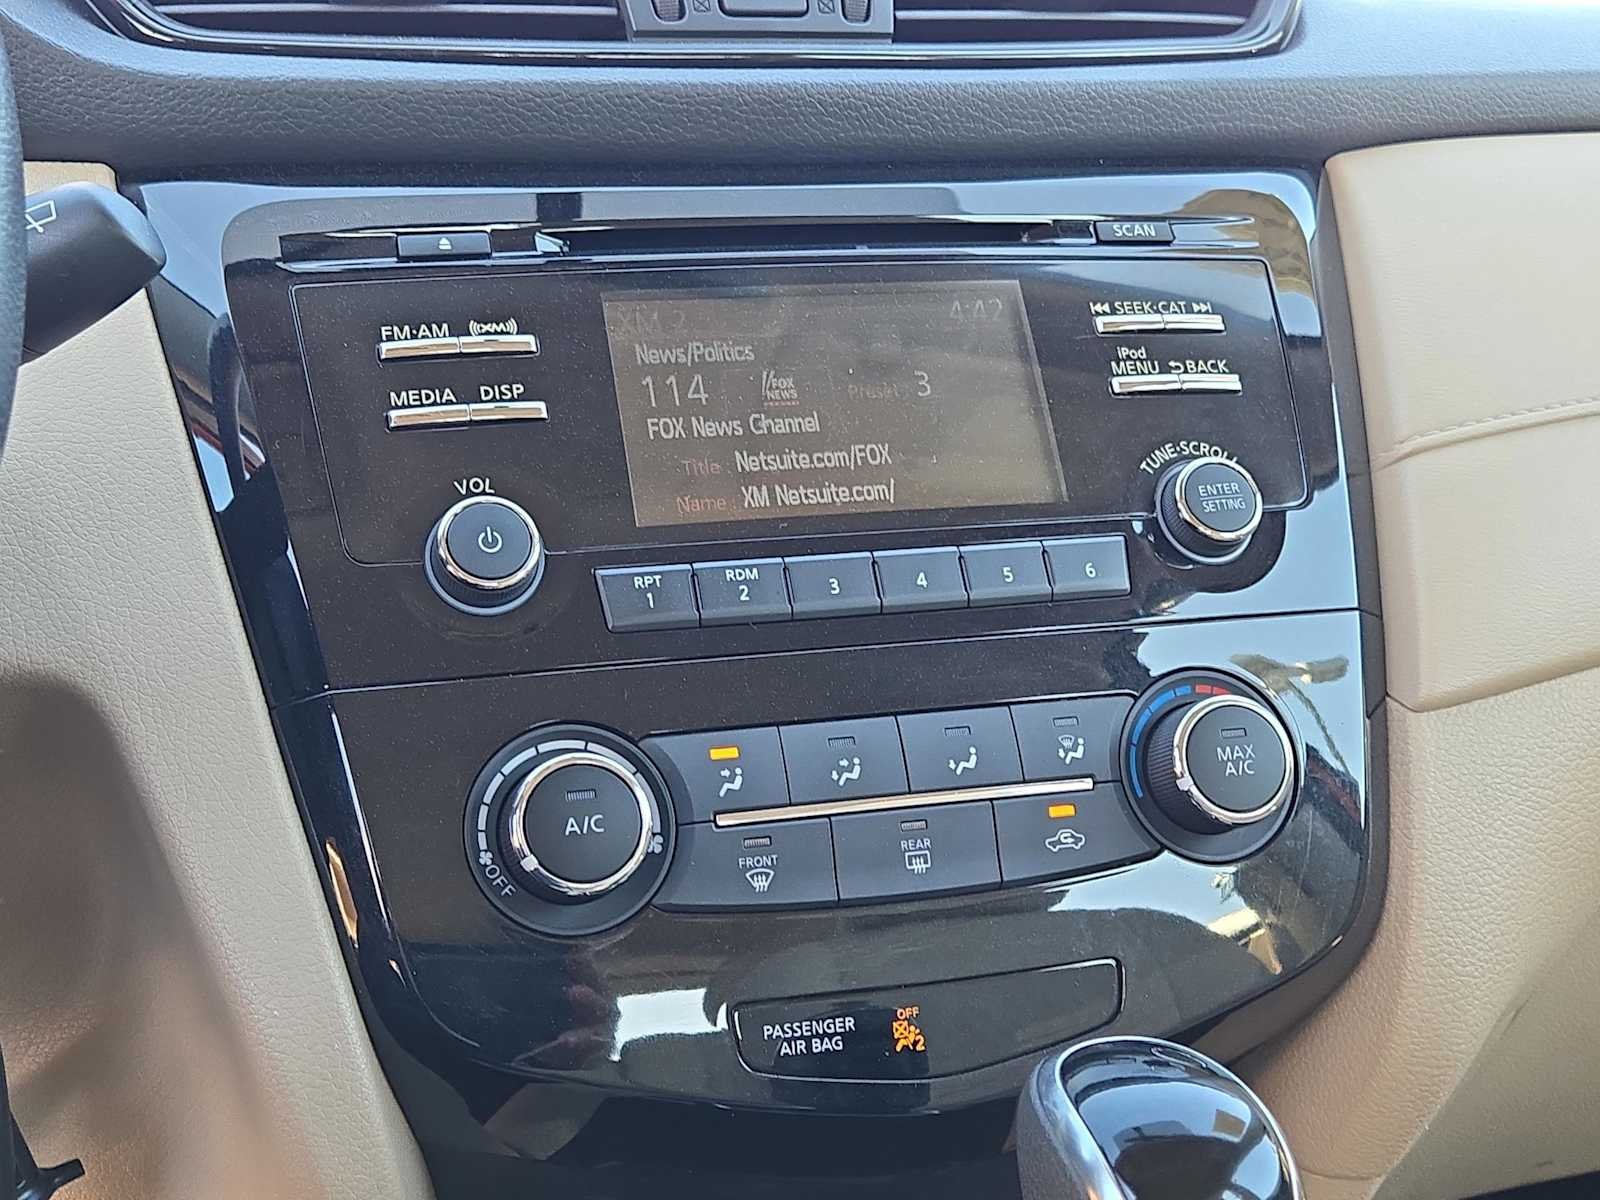 SCAN
FM·AM
((XM))
SEEK·CAT
MEDIA
DISP
iPod
MENU
BACK
XM 2
4:42
News/Politics
114
FOX
NEWS
Preset 3
FOX News Channel
Title Netsuite.com/FOX
Name XM Netsuite.com/
VOL
TUNE·SCROLL
ENTER
SETTING
RPT
1
RDM
2
3
4
5
6
A/C
OFF
MAX
A/C
FRONT
REAR
PASSENGER
AIR BAG
OFF
2